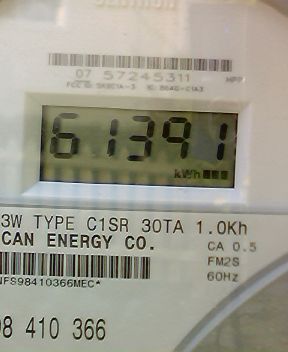 07 57245311
61391
kWh
3W TYPE C1SR 30TA 1.0Kh
CAN ENERGY CO.
CA 0.5
FM2S
60Hz
NFS98410366MEC*
98 410 366